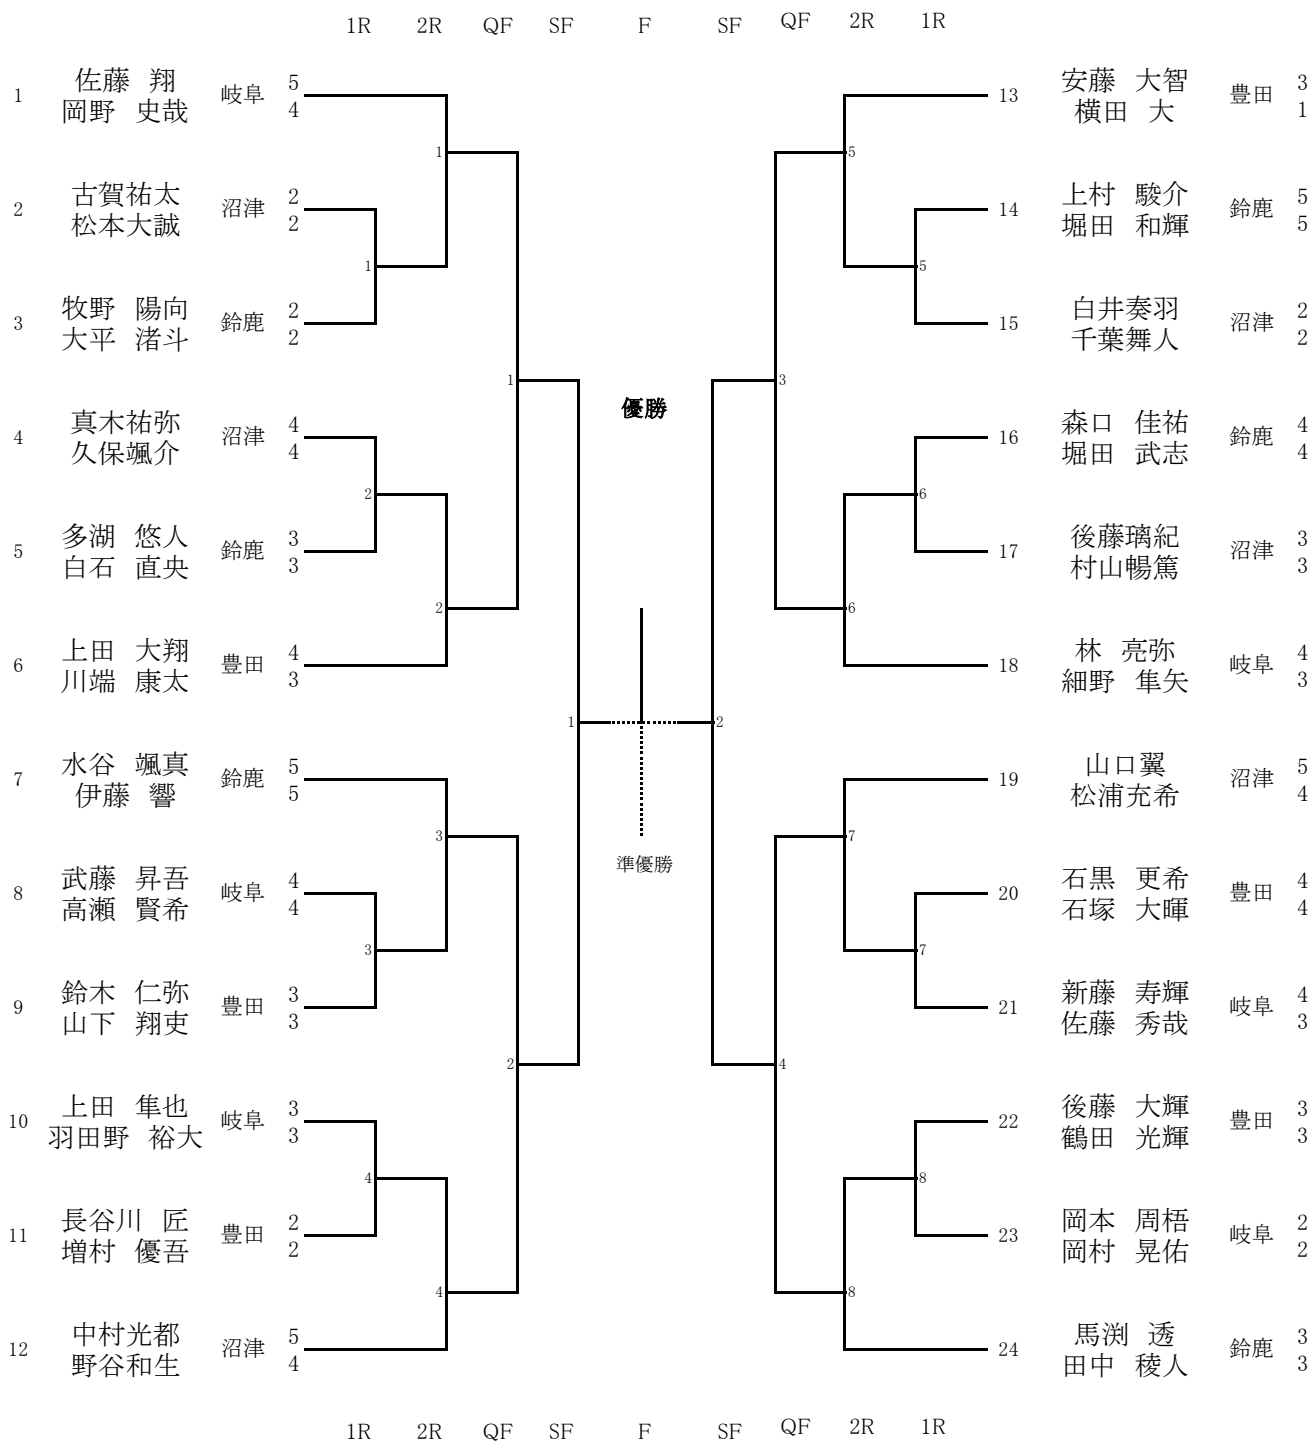 1R 2R QF SF F SF QF 2R 1R
1 佐藤 翔 岡野 史哉 岐阜 5 4
2 古賀祐太 松本大誠 沼津 2 2
3 牧野 陽向 大平 渚斗 鈴鹿 2 2
4 真木祐弥 久保颯介 沼津 4 4
5 多湖 悠人 白石 直央 鈴鹿 3 3
6 上田 大翔 川端 康太 豊田 4 3
7 水谷 颯真 伊藤 響 鈴鹿 5 5
8 武藤 昇吾 高瀬 賢希 岐阜 4 4
9 鈴木 仁弥 山下 翔吏 豊田 3 3
10 上田 隼也 羽田野 裕大 岐阜 3 3
11 長谷川 匠 増村 優吾 豊田 2 2
12 中村光都 野谷和生 沼津 5 4
1
1
2
2
3
3
4
4
1
2
1
優勝
準優勝
2
3
4
5
5
6
6
7
7
8
8
13 安藤 大智 横田 大 豊田 3 1
14 上村 駿介 堀田 和輝 鈴鹿 5 5
15 白井奏羽 千葉舞人 沼津 2 2
16 森口 佳祐 堀田 武志 鈴鹿 4 4
17 後藤璃紀 村山暢篤 沼津 3 3
18 林 亮弥 細野 隼矢 岐阜 4 3
19 山口翼 松浦充希 沼津 5 4
20 石黒 更希 石塚 大暉 豊田 4 4
21 新藤 寿輝 佐藤 秀哉 岐阜 4 3
22 後藤 大輝 鶴田 光輝 豊田 3 3
23 岡本 周梧 岡村 晃佑 岐阜 2 2
24 馬渕 透 田中 稜人 鈴鹿 3 3
1R 2R QF SF F SF QF 2R 1R